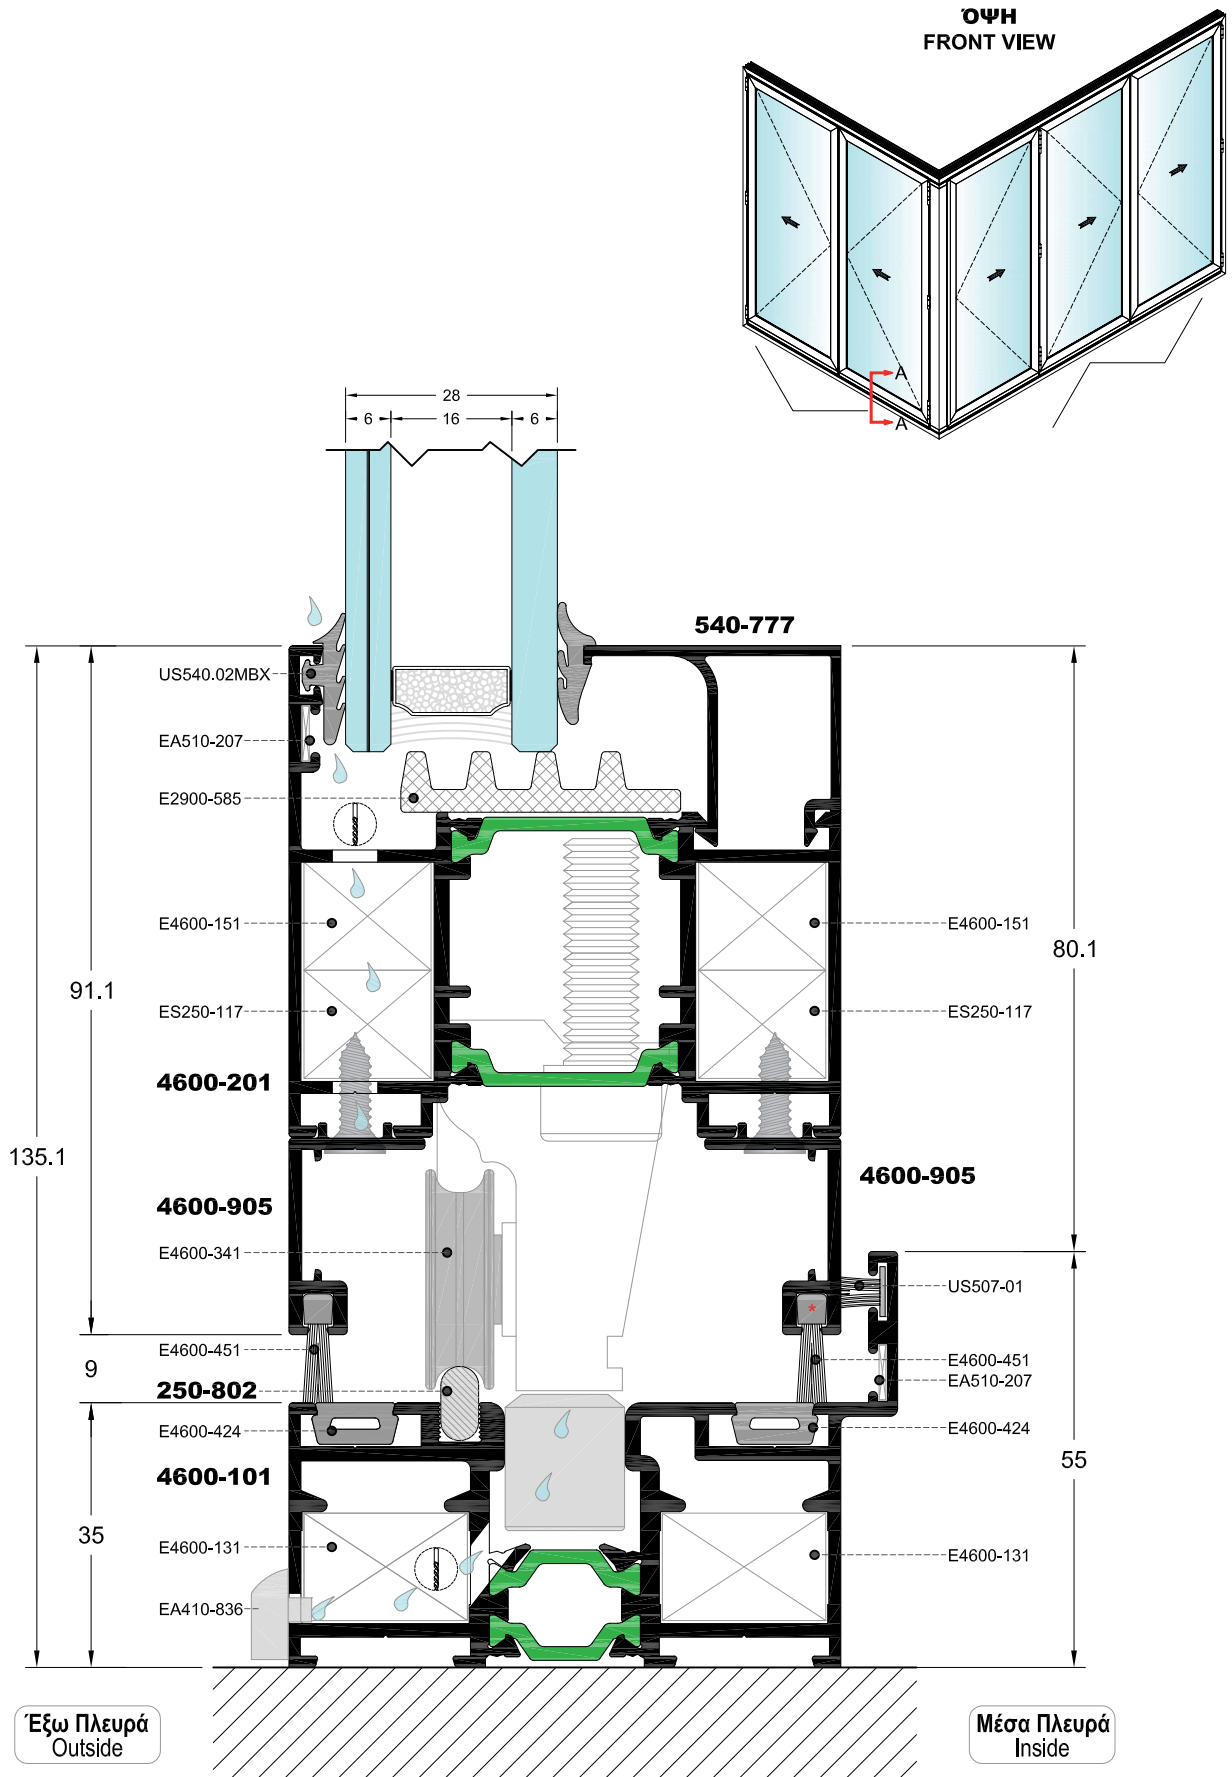 ΌΨΗ
FRONT VIEW
A
A
28
6
16
6
540-777
US540.02MBX
EA510-207
E2900-585
E4600-151
E4600-151
80.1
91.1
ES250-117
ES250-117
4600-201
135.1
4600-905
4600-905
E4600-341
US507-01
*
E4600-451
E4600-451
9
EA510-207
250-802
E4600-424
E4600-424
4600-101
55
35
E4600-131
E4600-131
EA410-836
Έξω Πλευρά
Outside
Μέσα Πλευρά
Inside